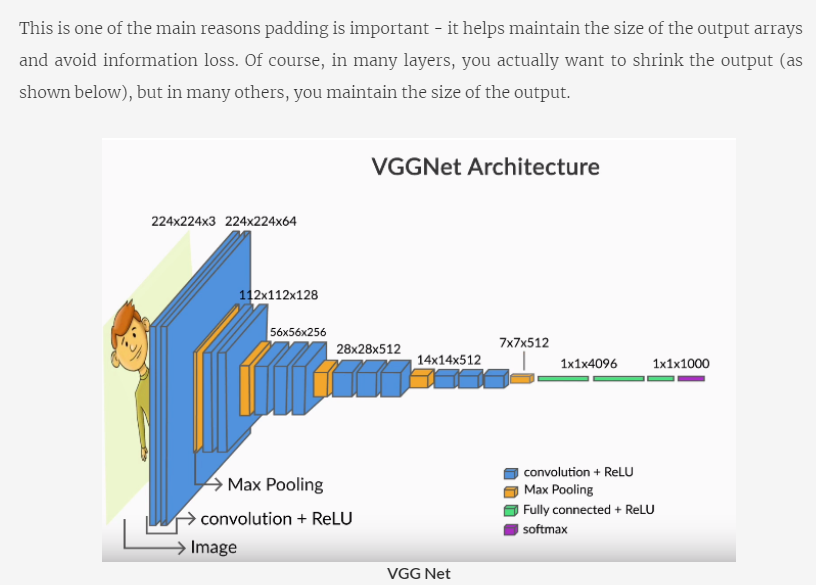 This is one of the main reasons padding is important - it helps maintain the size of the output arrays
and avoid information loss. Of course, in many layers, you actually want to shrink the output (as
shown below), but in many others, you maintain the size of the output.
VGGNet Architecture
224x224x3 224x224x64
112x112x128
56x56x256
28x28x512
14x14x512
7x7x512
1x1x4096
1x1x1000
Max Pooling
convolution + ReLU
Image
convolution + ReLU
Max Pooling
Fully connected + ReLU
softmax
VGG Net